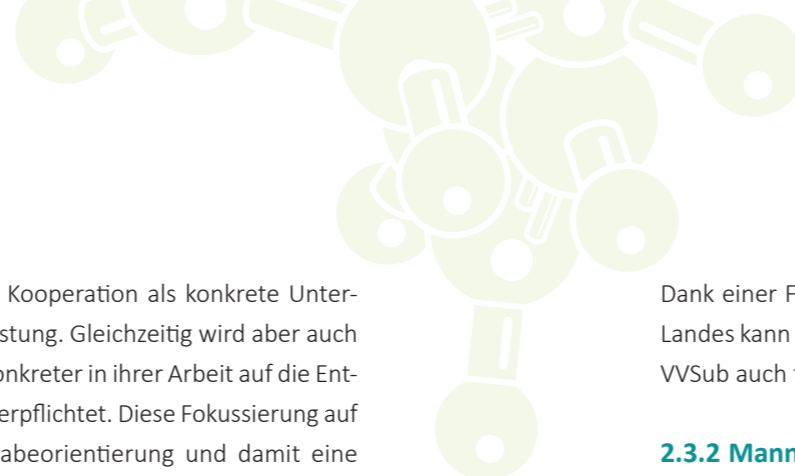 Kooperation als konkrete Unter-
stung. Gleichzeitig wird aber auch
onkreter in ihrer Arbeit auf die Ent-
erpflichtet. Diese Fokussierung auf
abeorientierung und damit eine
Dank einer F
Landes kann
VVSub auch
2.3.2 Mann